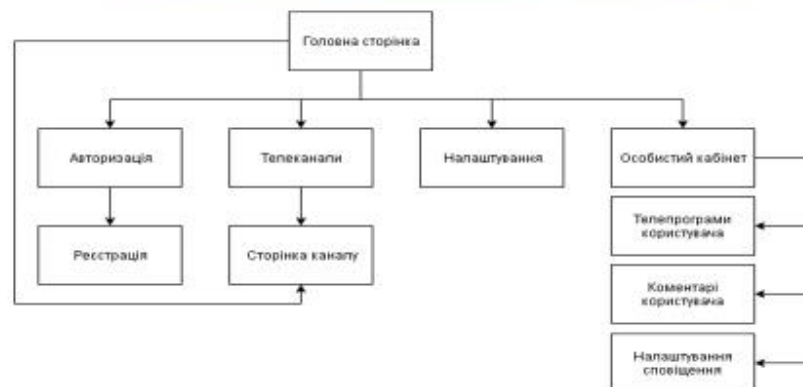 Головна сторінка
Авторизація
Телеканали
Налаштування
Особистий кабінет
Реєстрація
Сторінка каналу
Телепрограми
користувача
Коментарі
користувача
Налаштування
сповіщення